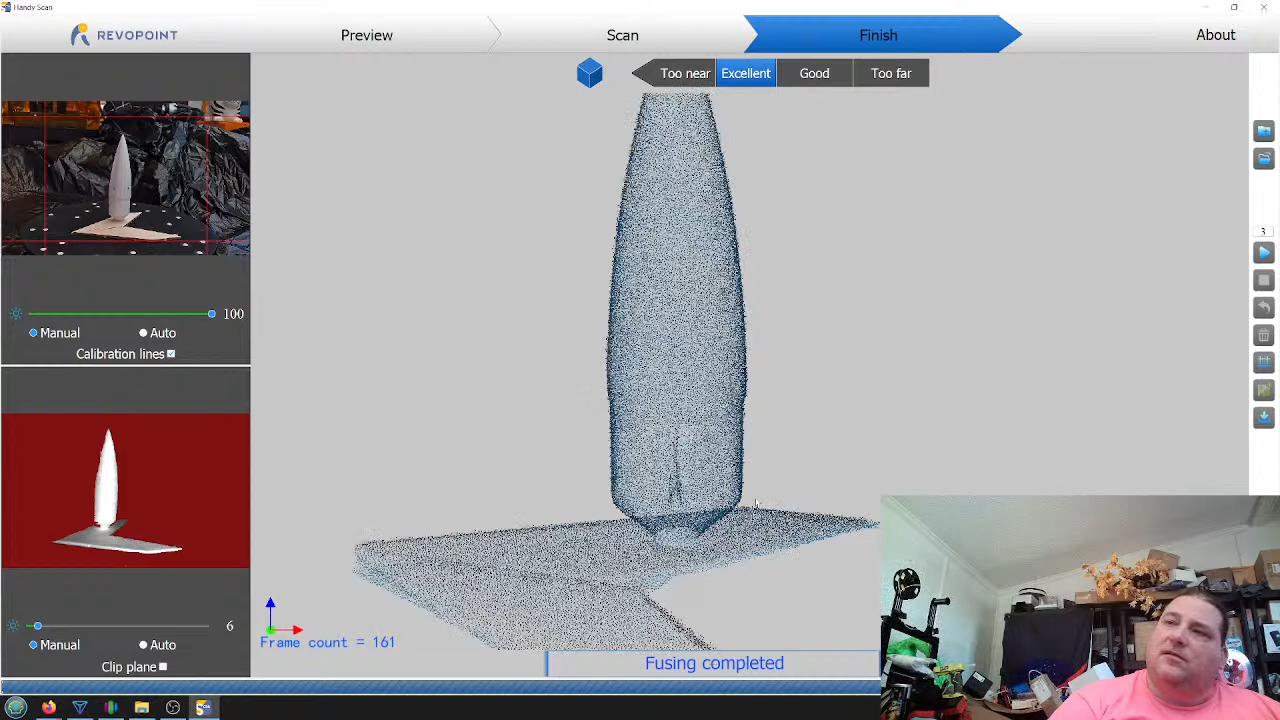 Handy Scan
REVOPOINT
Preview
Scan
Finish
About
Too near
Excellent
Good
Too far
100
Manual
Auto
Calibration lines
3
6
Manual
Auto
Clip plane
Frame count = 161
Fusing completed